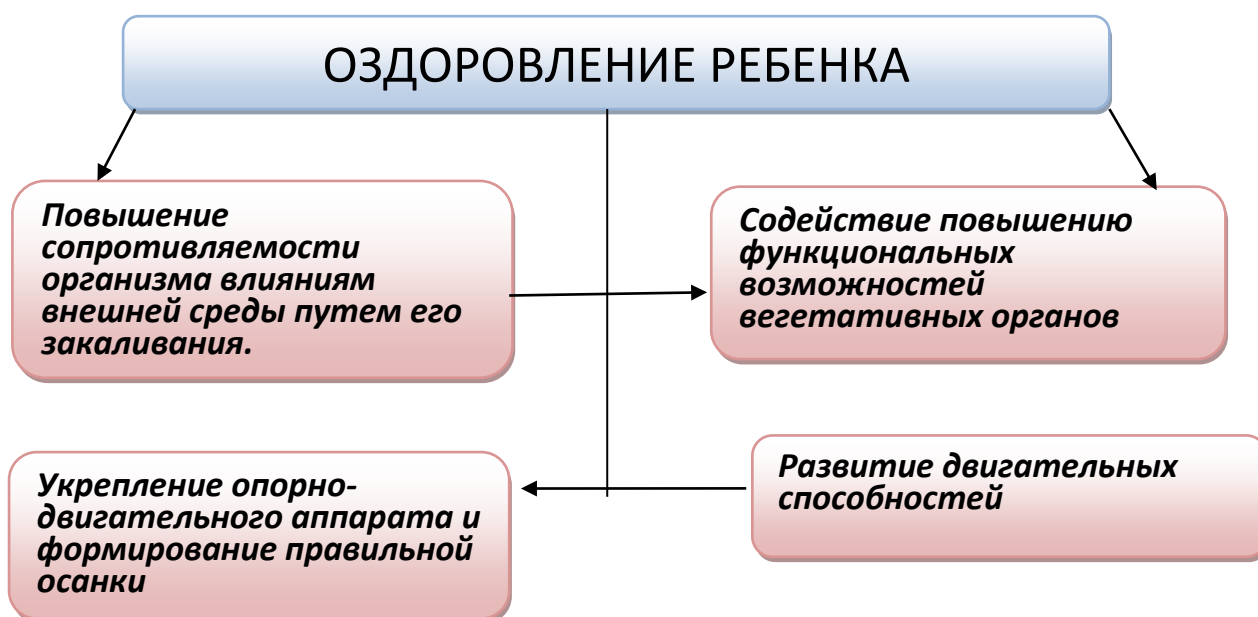 ОЗДОРОВЛЕНИЕ РЕБЕНКА
Повышение
сопротивляемости
организма влияниям
внешней среды путем его
закаливания.
Содействие повышению
функциональных
возможностей
вегетативных органов
Укрепление опорно-
двигательного аппарата и
формирование правильной
осанки
Развитие двигательных
способностей